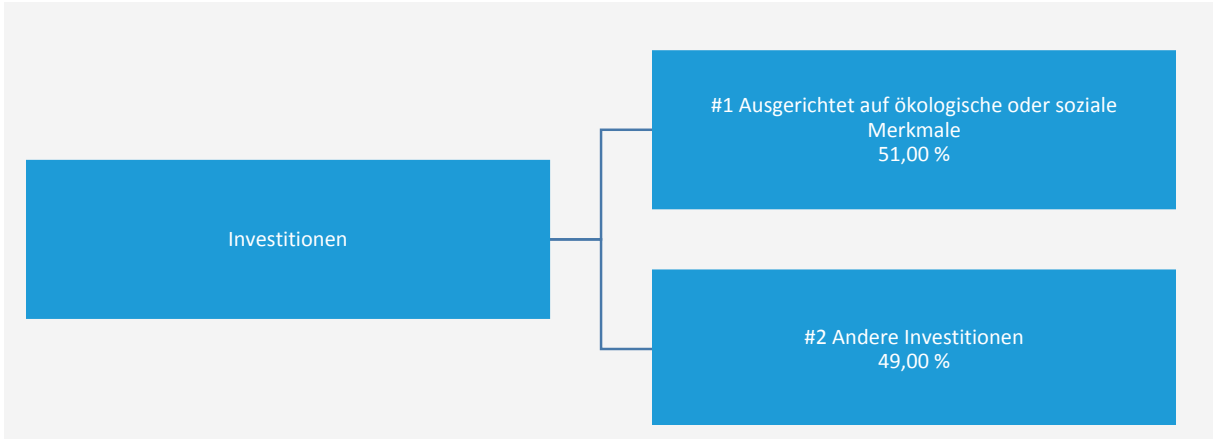 Investitionen
#1 Ausgerichtet auf ökologische oder soziale
Merkmale
51,00 %
#2 Andere Investitionen
49,00 %